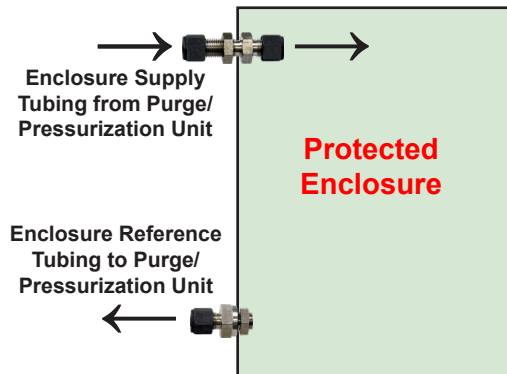 Enclosure Supply
Tubing from Purge/
Pressurization Unit
Protected
Enclosure
Enclosure Reference
Tubing to Purge/
Pressurization Unit